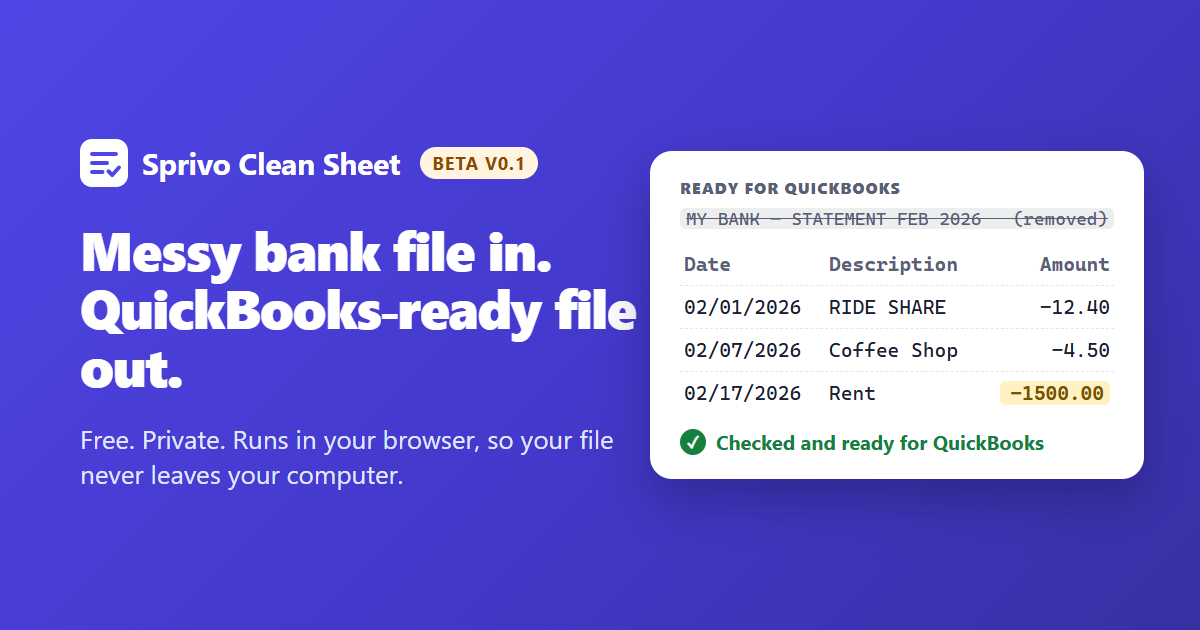 Sprivo Clean Sheet BETA V0.1
Messy bank file in.
QuickBooks-ready file
out.
Free. Private. Runs in your browser, so your file
never leaves your computer.
READY FOR QUICKBOOKS
MY BANK — STATEMENT FEB 2026 (removed)
Date Description Amount
02/01/2026 RIDE SHARE −12.40
02/07/2026 Coffee Shop −4.50
02/17/2026 Rent −1500.00
Checked and ready for QuickBooks